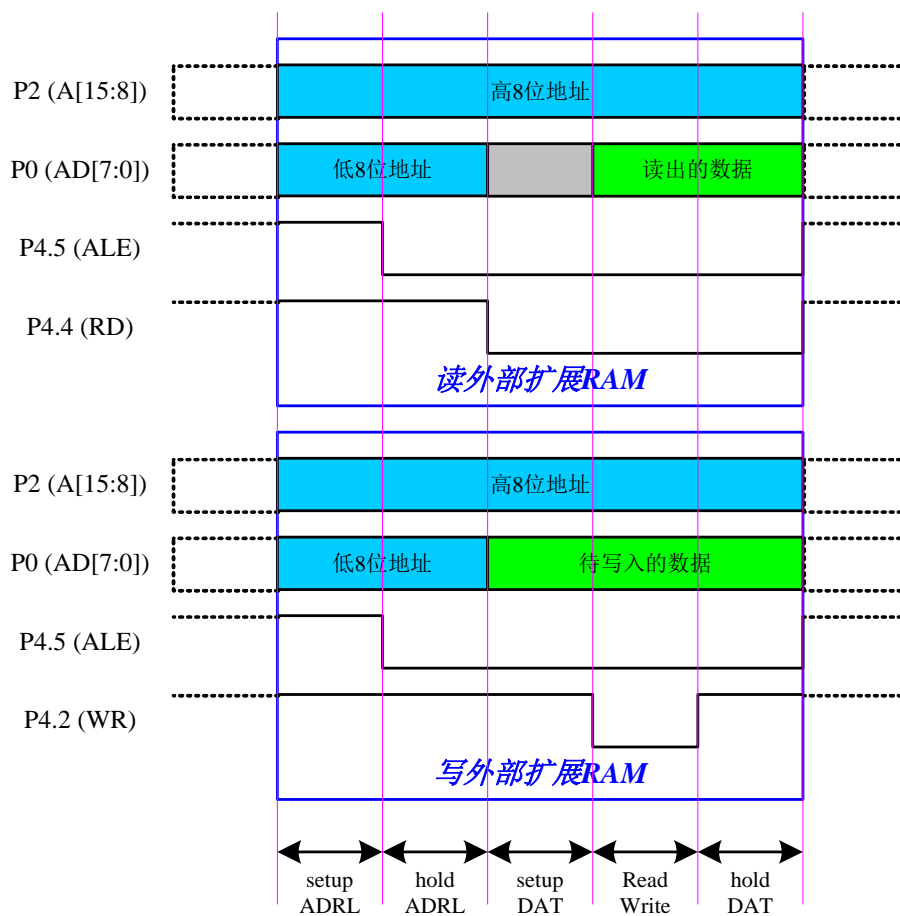 P2 (A[15:8])
高8位地址
P0 (AD[7:0])
低8位地址
读出的数据
P4.5 (ALE)
P4.4 (RD)
读外部扩展RAM
P2 (A[15:8])
高8位地址
P0 (AD[7:0])
低8位地址
待写入的数据
P4.5 (ALE)
P4.2 (WR)
写外部扩展RAM
setup
ADRL
hold
ADRL
setup
DAT
Read
Write
hold
DAT